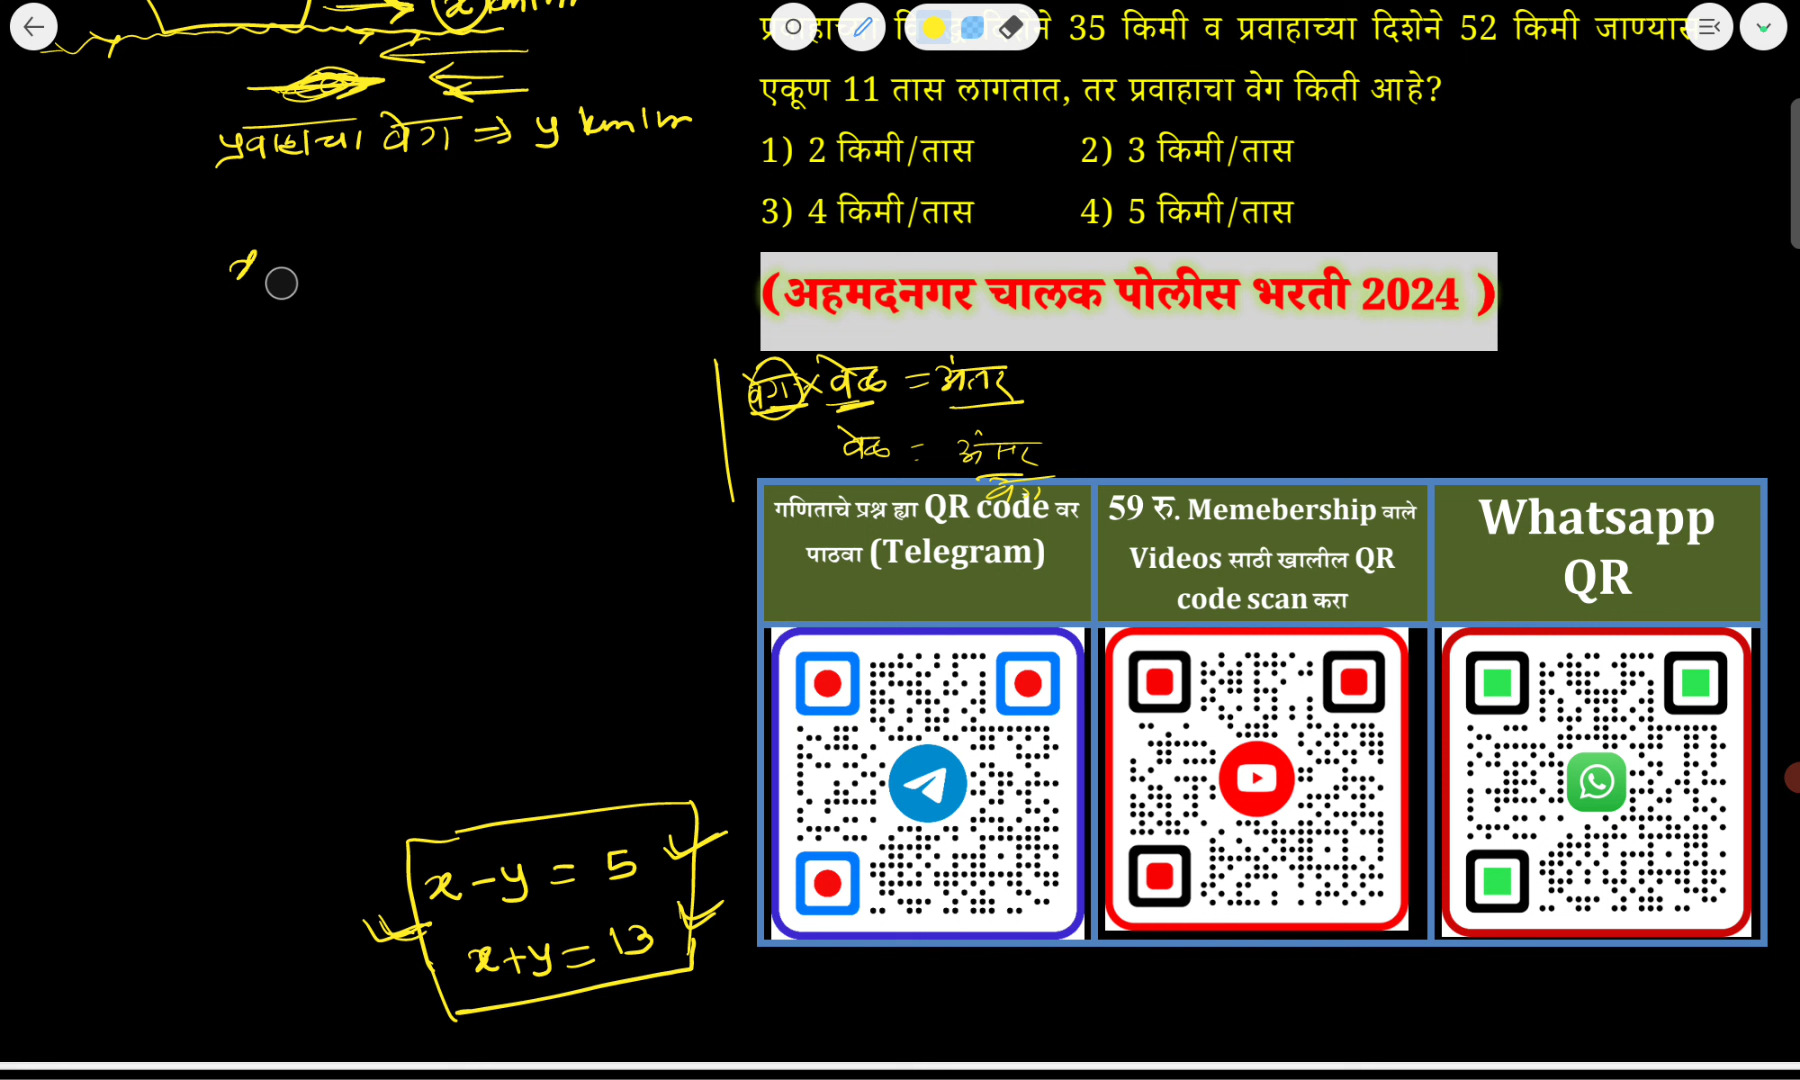 x km/hr
प्रवाहाचा वेग ⇒ y km/hr
x
35 किमी व प्रवाहाच्या दिशेने 52 किमी
एकूण 11 तास लागतात, तर प्रवाहाचा वेग किती आहे?
1) 2 किमी/तास 2) 3 किमी/तास
3) 4 किमी/तास 4) 5 किमी/तास
(अहमदनगर चालक पोलीस भरती 2024 )
वेग × वेळ = अंतर
वेळ = अंतर
वेग
गणिताचे प्रश्न ह्या QR code वर
पाठवा (Telegram)
59 रु. Memebership वाले
Videos साठी खालील QR
code scan करा
Whatsapp
QR
x - y = 5
x + y = 13